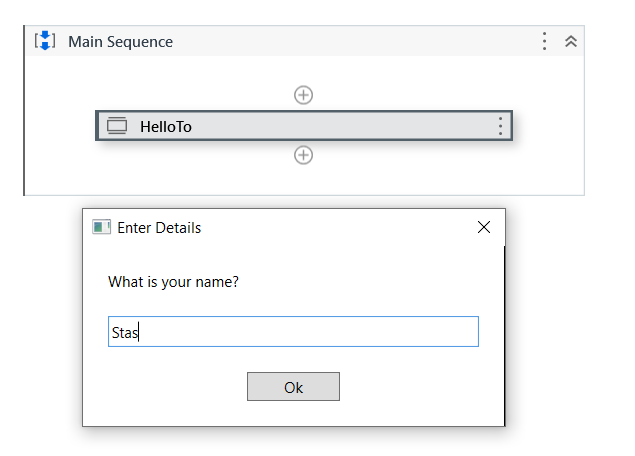 Main Sequence
HelloTo
Enter Details
What is your name?
Stas
Ok